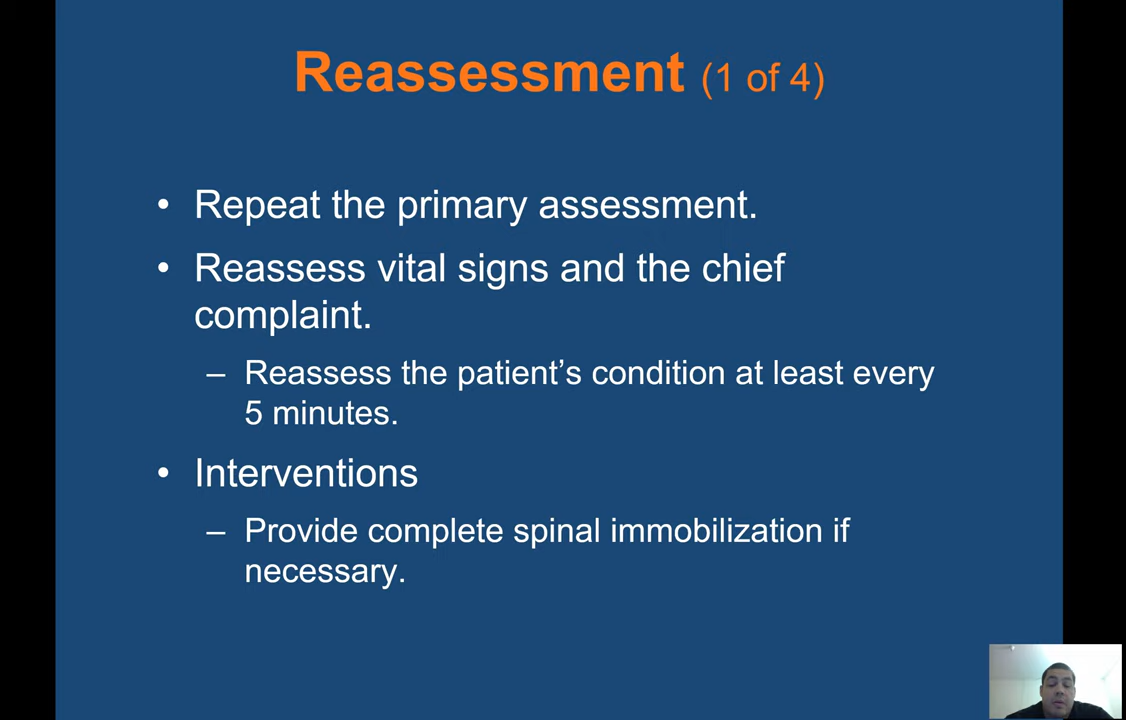 Reassessment (1 of 4)
• Repeat the primary assessment.
• Reassess vital signs and the chief
complaint.
– Reassess the patient’s condition at least every
5 minutes.
• Interventions
– Provide complete spinal immobilization if
necessary.